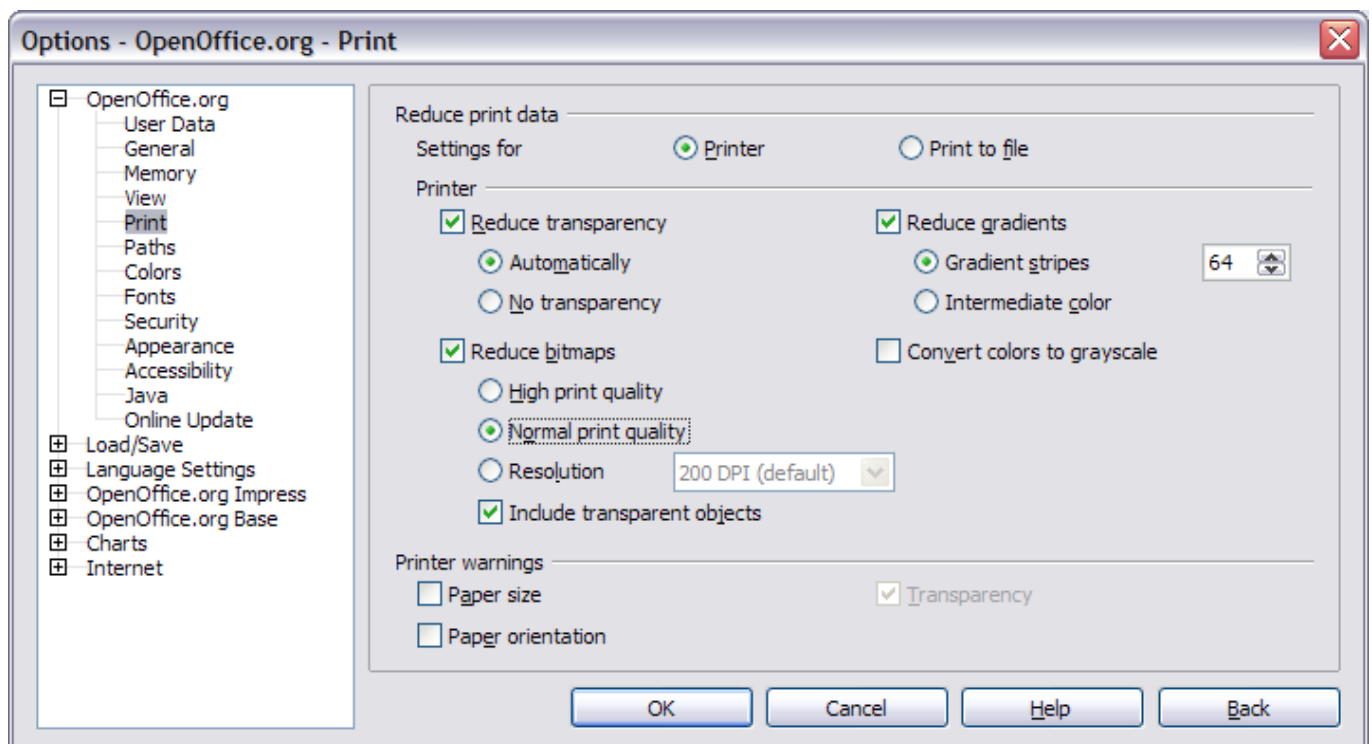 Options - OpenOffice.org - Print
OpenOffice.org
User Data
General
Memory
View
Print
Paths
Colors
Fonts
Security
Appearance
Accessibility
Java
Online Update
Load/Save
Language Settings
OpenOffice.org Impress
OpenOffice.org Base
Charts
Internet
Reduce print data
Settings for Printer Print to file
Printer
Reduce transparency Reduce gradients
Automatically Gradient stripes 64
No transparency Intermediate color
Reduce bitmaps Convert colors to grayscale
High print quality
Normal print quality
Resolution 200 DPI (default)
Include transparent objects
Printer warnings
Paper size Transparency
Paper orientation
OK Cancel Help Back